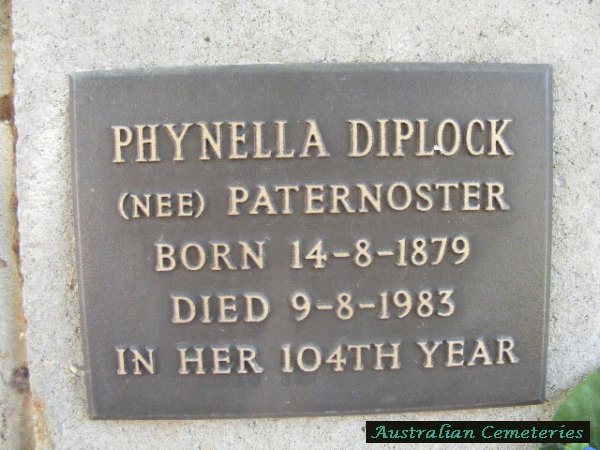 PHYNELLA DIPLOCK
(NEE) PATERNOSTER
BORN 14-8-1879
DIED 9-8-1983
IN HER 104TH YEAR
Australian Cemeteries